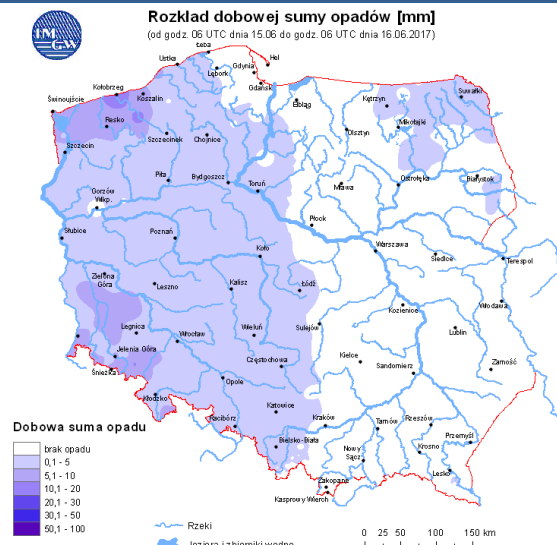 Rozkład dobowej sumy opadów [mm]
(od godz. 06 UTC dnia 15.06 do godz. 06 UTC dnia 16.06.2017)
IM
GW
Łeba
Ustka
Hel
Gdynia
Lębork
Gdańsk
Kołobrzeg
Koszalin
Elbląg
Kętrzyn
Suwałki
Świnoujście
Resko
Mikołajki
Szczecinek
Chojnice
Olsztyn
Szczecin
Piła
Bydgoszcz
Toruń
Mława
Ostrołęka
Białystok
Gorzów
Wlkp.
Płock
Słubice
Poznań
Warszawa
Koło
Siedlce
Terespol
Zielona
Góra
Leszno
Kalisz
Łódź
Kozienice
Włodawa
Legnica
Wrocław
Wieluń
Sulejów
Lublin
Jelenia Góra
Kielce
Zamość
Śnieżka
Częstochowa
Sandomierz
Opole
Kłodzko
Katowice
Racibórz
Kraków
Tarnów
Rzeszów
Bielsko-Biała
Przemyśl
Nowy
Sącz
Krosno
Lesko
Zakopane
Kasprowy Wierch
Dobowa suma opadu
brak opadu
0,1 - 5
5,1 - 10
10,1 - 20
20,1 - 30
30,1 - 50
50,1 - 100
Rzeki
Jeziora i zbiorniki wodne
0 25 50 100 150 km